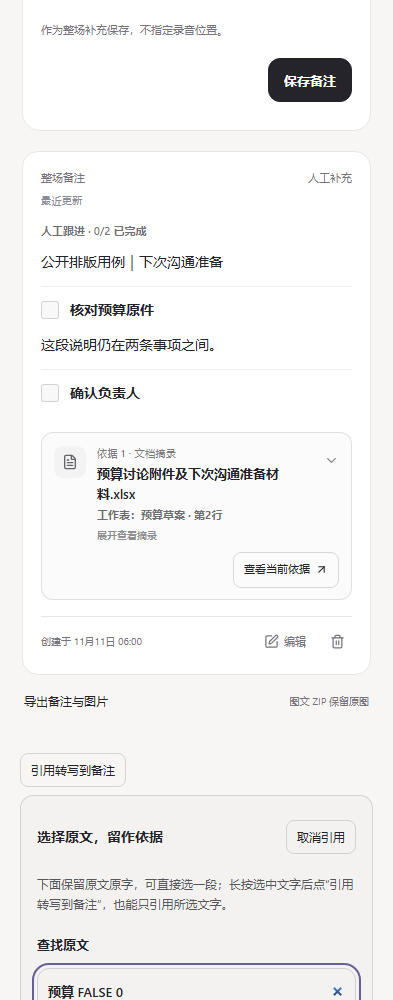 作为整场补充保存，不指定录音位置。
保存备注
整场备注
人工补充
最近更新
人工跟进 · 0/2 已完成
公开排版用例｜下次沟通准备
核对预算原件
这段说明仍在两条事项之间。
确认负责人
依据 1 · 文档摘录
预算讨论附件及下次沟通准备材
料.xlsx
工作表：预算草案 · 第2行
展开查看摘录
查看当前依据
创建于 11月11日 06:00
编辑
导出备注与图片
图文 ZIP 保留原图
引用转写到备注
选择原文，留作依据
取消引用
下面保留原文原字，可直接选一段；长按选中文字后点“引用
转写到备注”，也能只引用所选文字。
查找原文
预算 FALSE 0